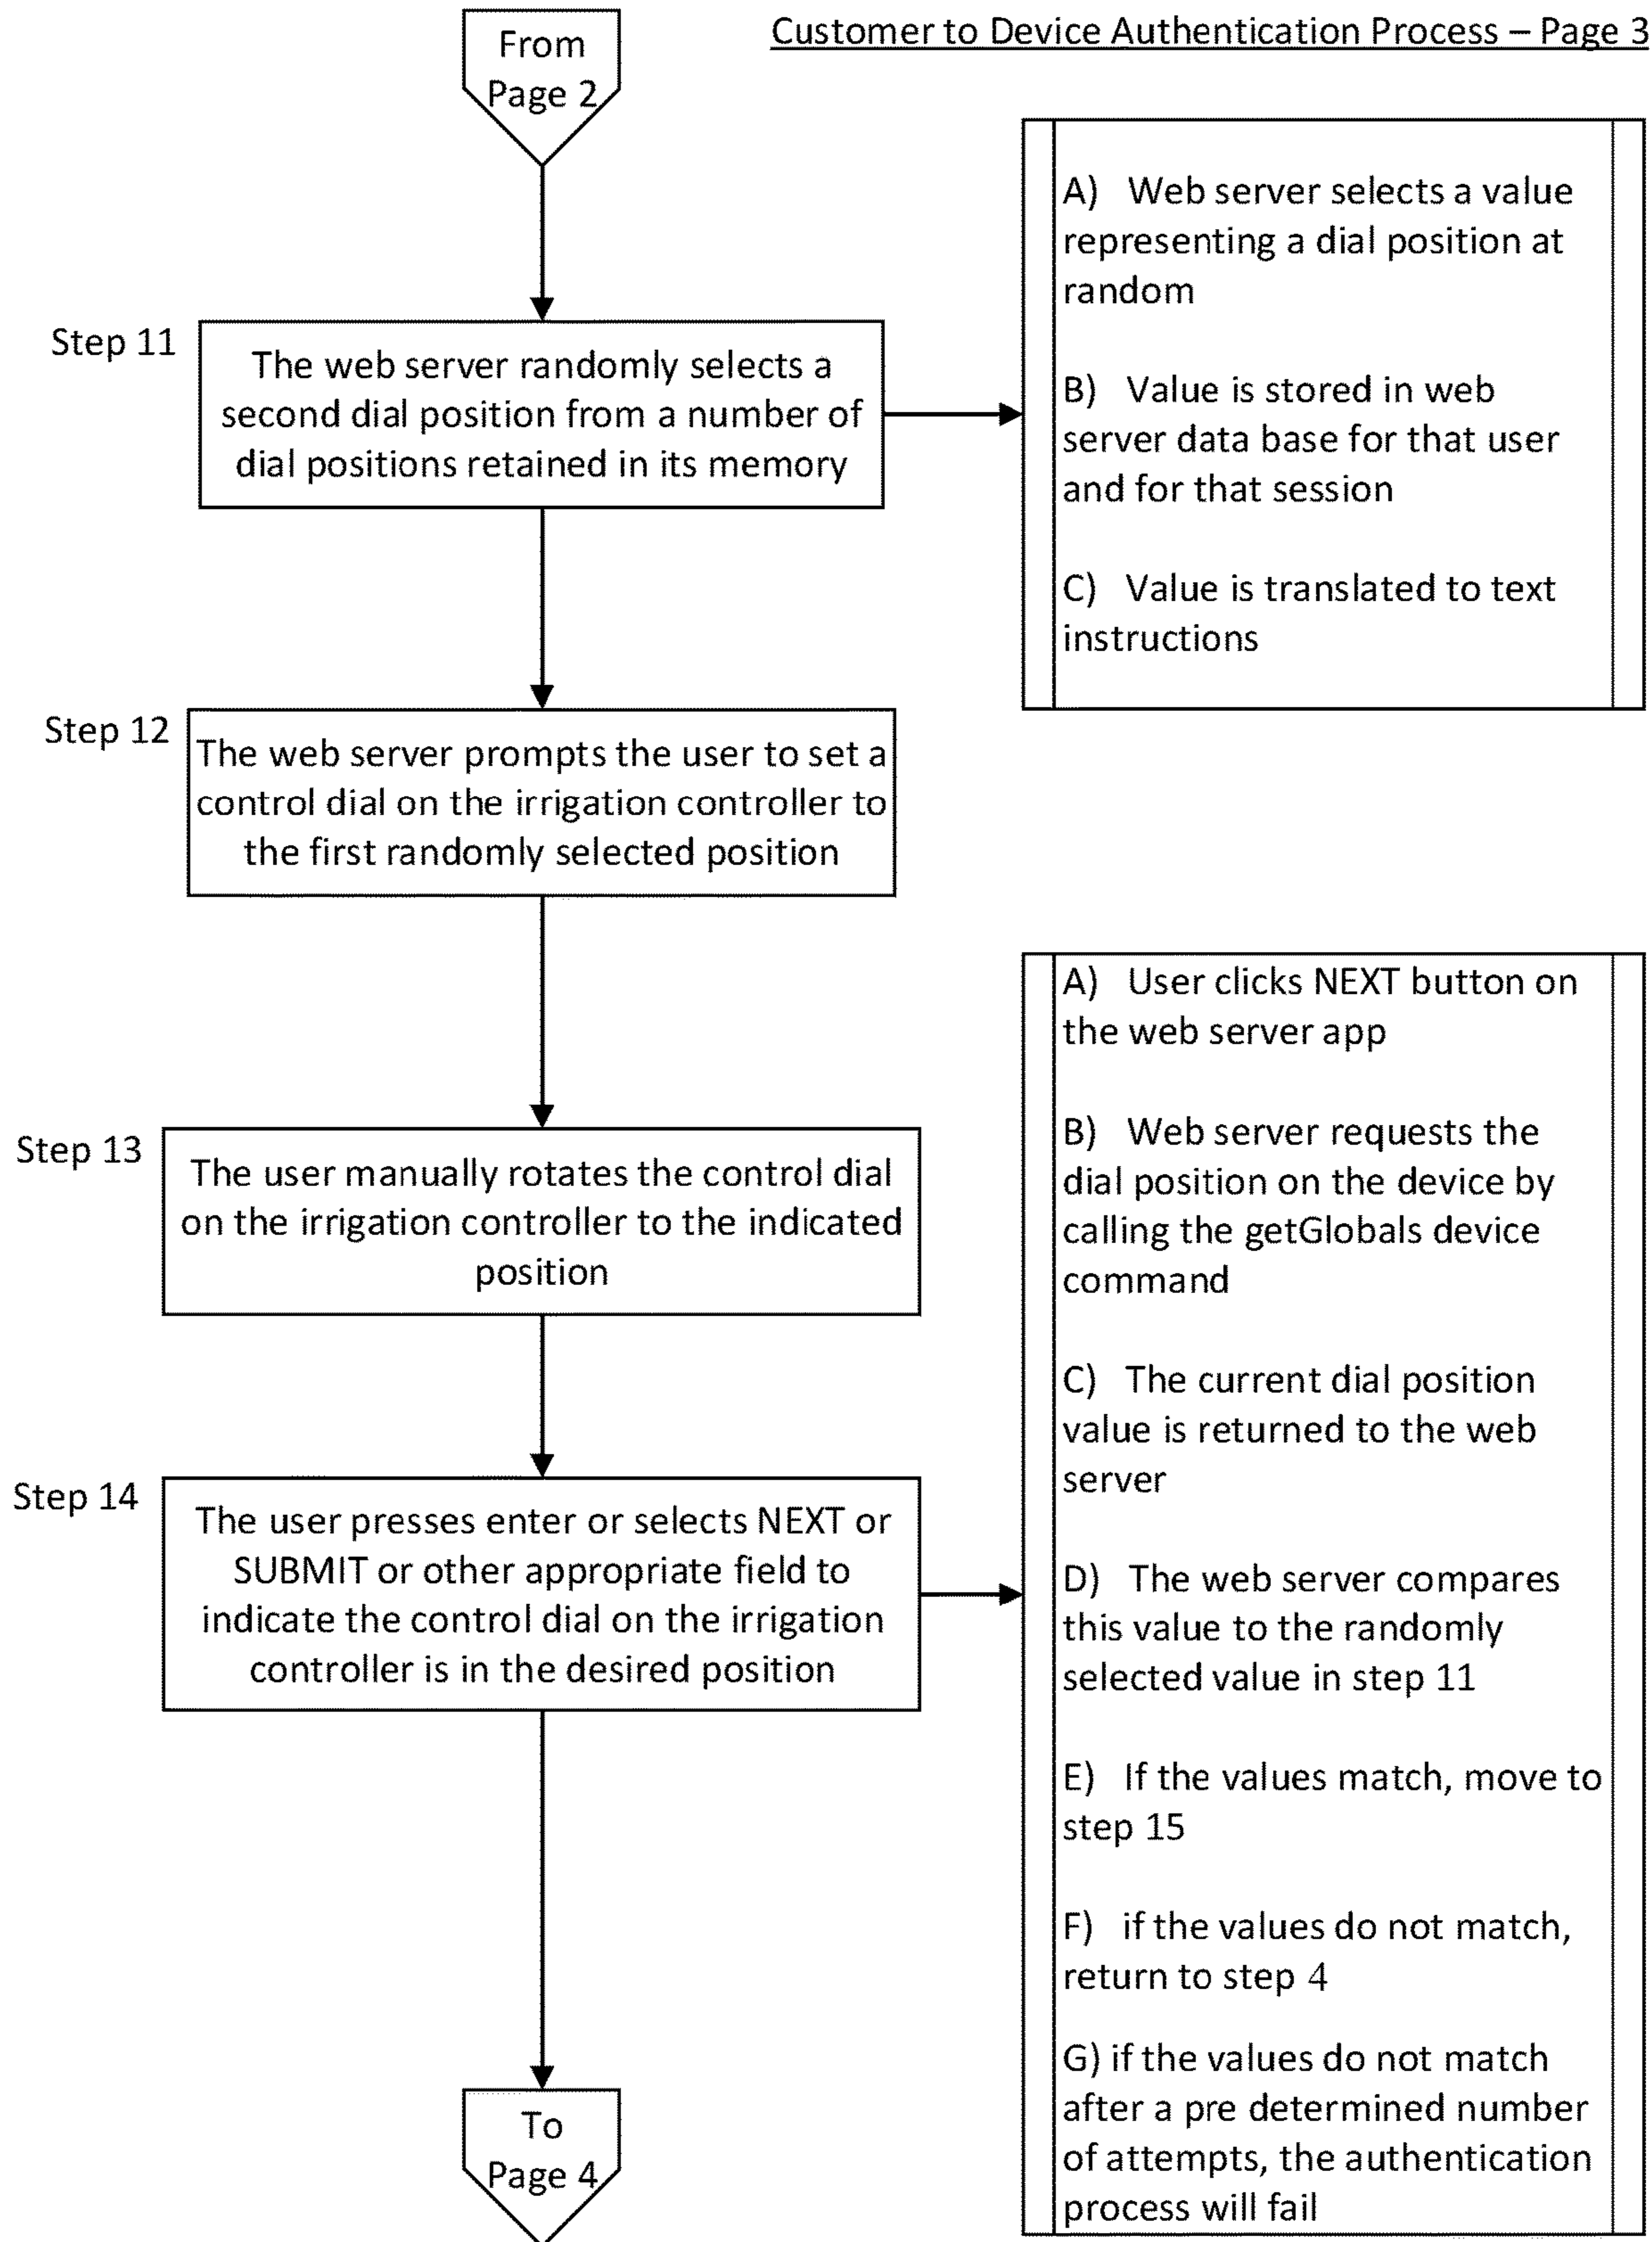 Customer to Device Authentication Process – Page 3
From
Page 2
Step 11
The web server randomly selects a
second dial position from a number of
dial positions retained in its memory
A) Web server selects a value
representing a dial position at
random
B) Value is stored in web
server data base for that user
and for that session
C) Value is translated to text
instructions
Step 12
The web server prompts the user to set a
control dial on the irrigation controller to
the first randomly selected position
Step 13
The user manually rotates the control dial
on the irrigation controller to the indicated
position
Step 14
The user presses enter or selects NEXT or
SUBMIT or other appropriate field to
indicate the control dial on the irrigation
controller is in the desired position
A) User clicks NEXT button on
the web server app
B) Web server requests the
dial position on the device by
calling the getGlobals device
command
C) The current dial position
value is returned to the web
server
D) The web server compares
this value to the randomly
selected value in step 11
E) If the values match, move to
step 15
F) if the values do not match,
return to step 4
G) if the values do not match
after a pre determined number
of attempts, the authentication
process will fail
To
Page 4